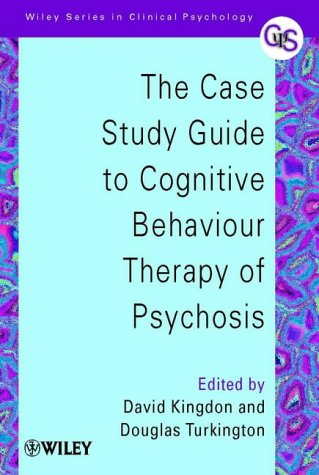 Wiley Series in Clinical Psychology
The Case
Study Guide
to Cognitive
Behaviour
Therapy of
Psychosis
Edited by
David Kingdon and
Douglas Turkington
WILEY